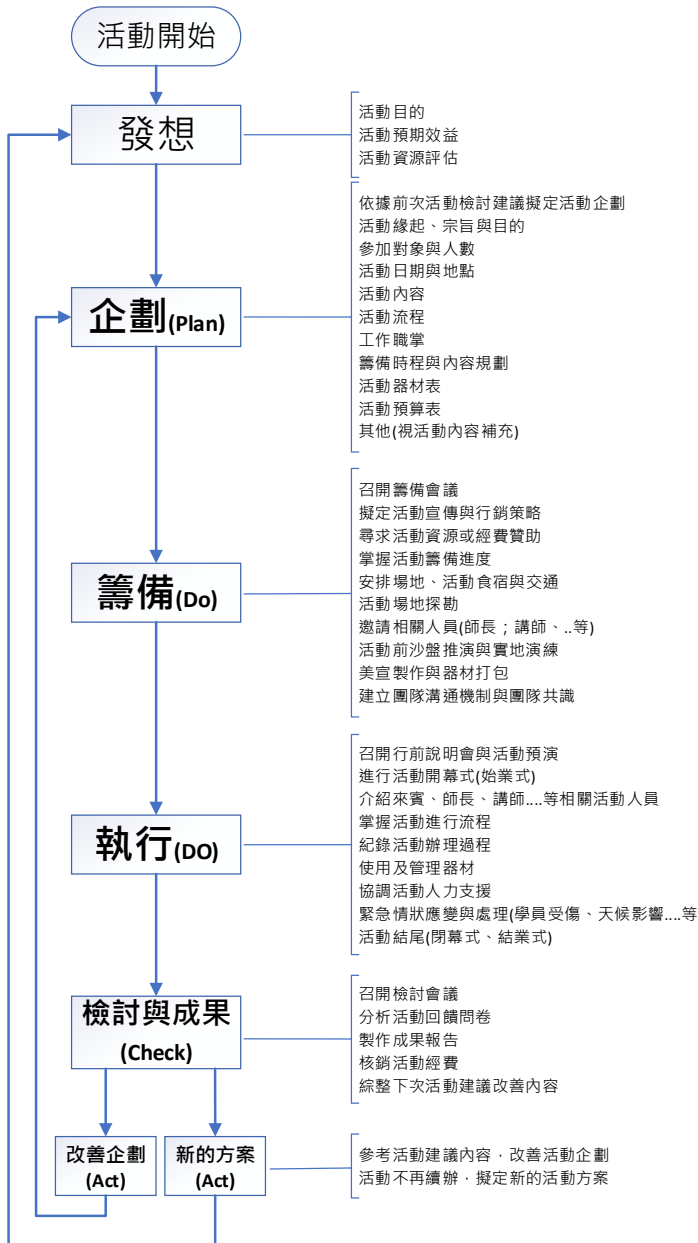 活動開始
發想
活動目的
活動預期效益
活動資源評估
企劃(Plan)
依據前次活動檢討建議擬定活動企劃
活動緣起、宗旨與目的
參加對象與人數
活動日期與地點
活動內容
活動流程
工作職掌
籌備時程與內容規劃
活動器材表
活動預算表
其他(視活動內容補充)
籌備(Do)
召開籌備會議
擬定活動宣傳與行銷策略
尋求活動資源或經費贊助
掌握活動籌備進度
安排場地、活動食宿與交通
活動場地探勘
邀請相關人員(師長；講師、..等)
活動前沙盤推演與實地演練
美宣製作與器材打包
建立團隊溝通機制與團隊共識
執行(DO)
召開行前說明會與活動預演
進行活動開幕式(始業式)
介紹來賓、師長、講師....等相關活動人員
掌握活動進行流程
紀錄活動辦理過程
使用及管理器材
協調活動人力支援
緊急情狀應變與處理(學員受傷、天候影響....等
活動結尾(閉幕式、結業式)
檢討與成果
(Check)
召開檢討會議
分析活動回饋問卷
製作成果報告
核銷活動經費
綜整下次活動建議改善內容
改善企劃
(Act)
新的方案
(Act)
參考活動建議內容，改善活動企劃
活動不再續辦，擬定新的活動方案